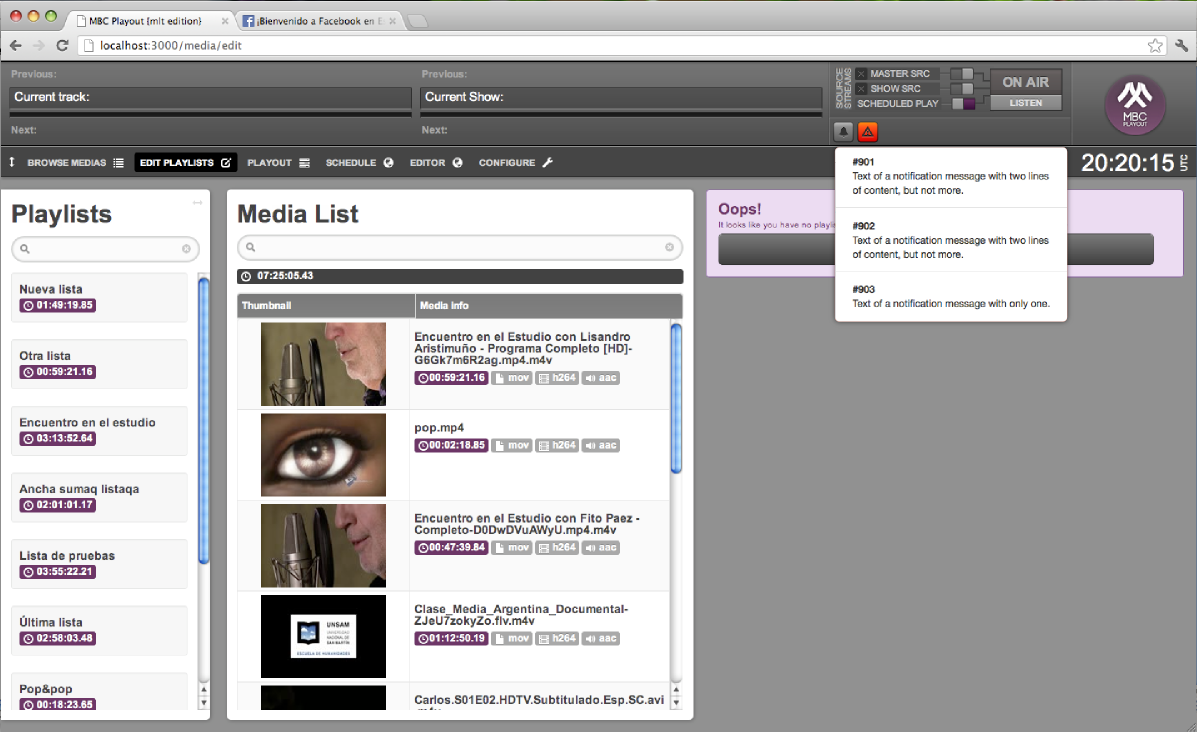 MBC Playout {mlt edition}
¡Bienvenido a Facebook en E
localhost:3000/media/edit
Previous:
Current track:
Next:
Previous:
Current Show:
Next:
SOURCE
STREAMS
MASTER SRC
SHOW SRC
SCHEDULED PLAY
ON AIR
LISTEN
MBC
PLAYOUT
BROWSE MEDIAS
EDIT PLAYLISTS
PLAYOUT
SCHEDULE
EDITOR
CONFIGURE
20:20:15
UTC
Playlists
Nueva lista
01:49:19.85
Otra lista
00:59:21.16
Encuentro en el estudio
03:13:52.64
Ancha sumaq listaqa
02:01:01.17
Lista de pruebas
03:55:22.21
Última lista
02:58:03.48
Pop&pop
00:18:23.65
Media List
07:25:05.43
Thumbnail
Media info
Encuentro en el Estudio con Lisandro
Aristimuño - Programa Completo [HD]-
G6Gk7m6R2ag.mp4.m4v
00:59:21.16 mov h264 aac
pop.mp4
00:02:18.85 mov h264 aac
Encuentro en el Estudio con Fito Paez -
Completo-D0DwDVuAWyU.mp4.m4v
00:47:39.84 mov h264 aac
UNSAM
UNIVERSIDAD
NACIONAL DE
SAN MARTÍN
ESCUELA DE HUMANIDADES
Clase_Media_Argentina_Documental-
ZJeU7zokyZo.flv.m4v
01:12:50.19 mov h264 aac
Carlos.S01E02.HDTV.Subtitulado.Esp.SC.avi
.m4v
Oops!
It looks like you have no playli
#901
Text of a notification message with two lines
of content, but not more.
#902
Text of a notification message with two lines
of content, but not more.
#903
Text of a notification message with only one.